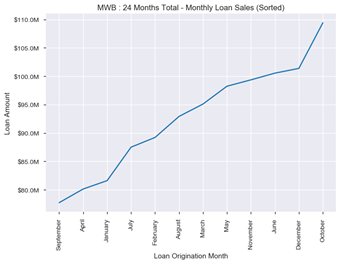 MWB : 24 Months Total - Monthly Loan Sales (Sorted)
$110.0M
$105.0M
$100.0M
$95.0M
$90.0M
$85.0M
$80.0M
Loan Amount
September
April
January
July
February
August
March
May
November
June
December
October
Loan Origination Month